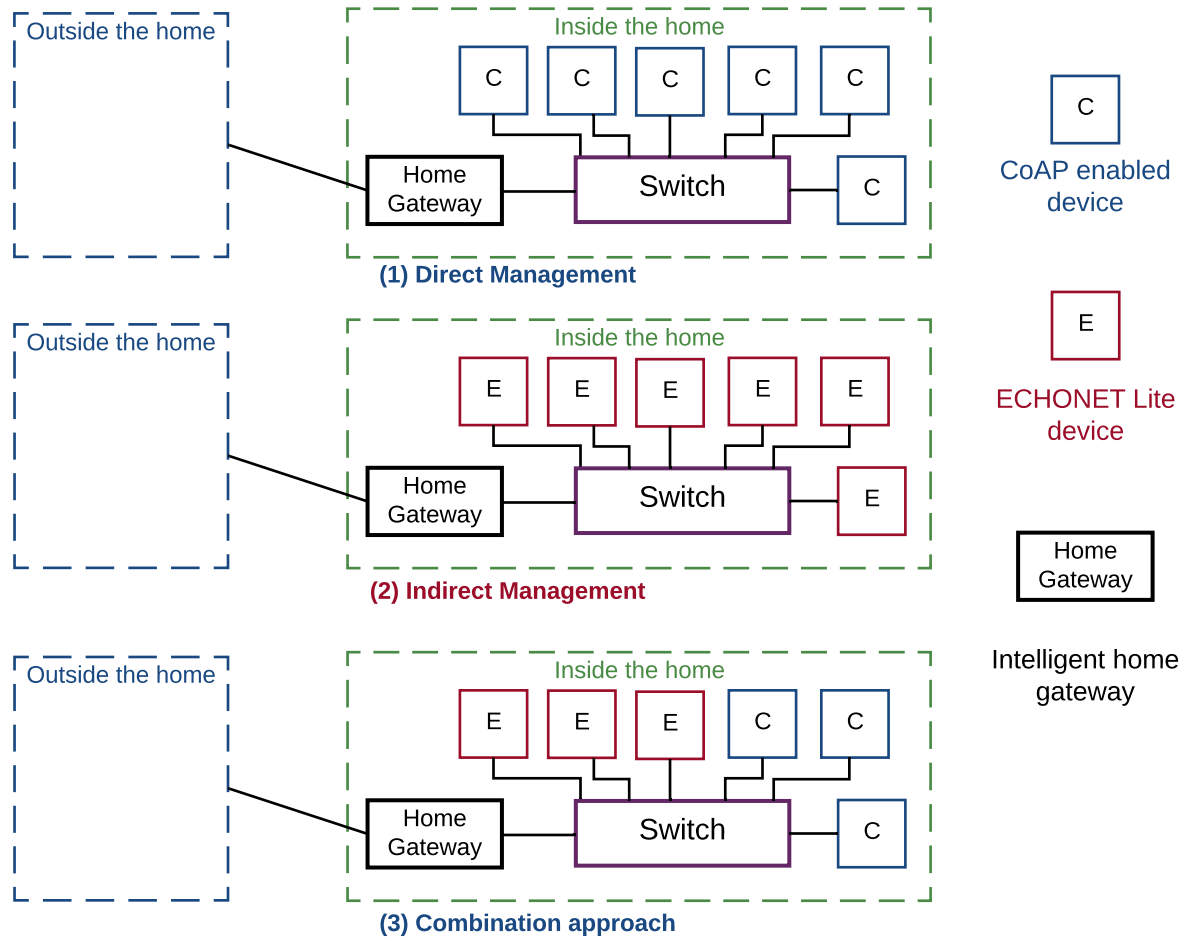 Outside the home
Inside the home
C
C
C
C
C
Home
Gateway
Switch
C
(1) Direct Management
Outside the home
Inside the home
E
E
E
E
E
Home
Gateway
Switch
E
(2) Indirect Management
Outside the home
Inside the home
E
E
E
C
C
Home
Gateway
Switch
C
(3) Combination approach
C
CoAP enabled
device
E
ECHONET Lite
device
Home
Gateway
Intelligent home
gateway